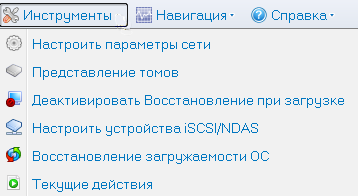 Инструменты Навигация Справка
Настроить параметры сети
Представление томов
Деактивировать Восстановление при загрузке
Настроить устройства iSCSI/NDAS
Восстановление загружаемости ОС
Текущие действия